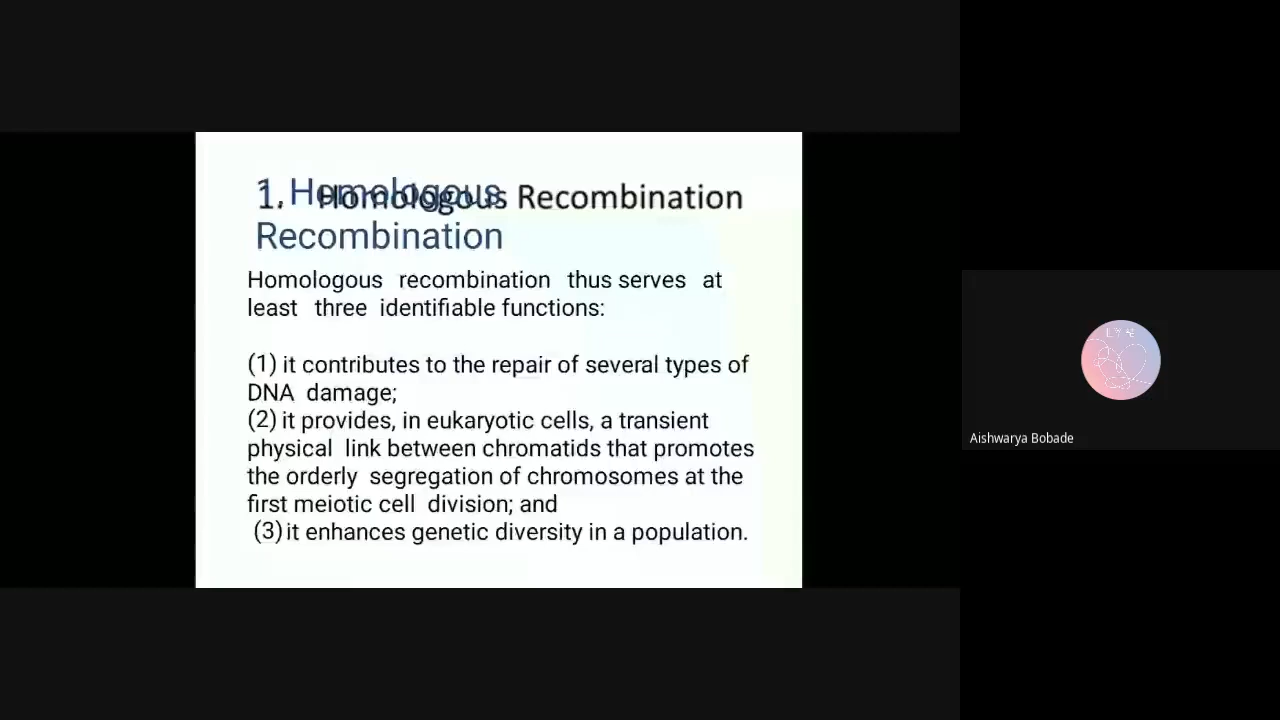 1. Homologous
Recombination
1. Homologous Recombination
Homologous recombination thus serves at
least three identifiable functions:
(1) it contributes to the repair of several types of
DNA damage;
(2) it provides, in eukaryotic cells, a transient
physical link between chromatids that promotes
the orderly segregation of chromosomes at the
first meiotic cell division; and
(3) it enhances genetic diversity in a population.
Aishwarya Bobade